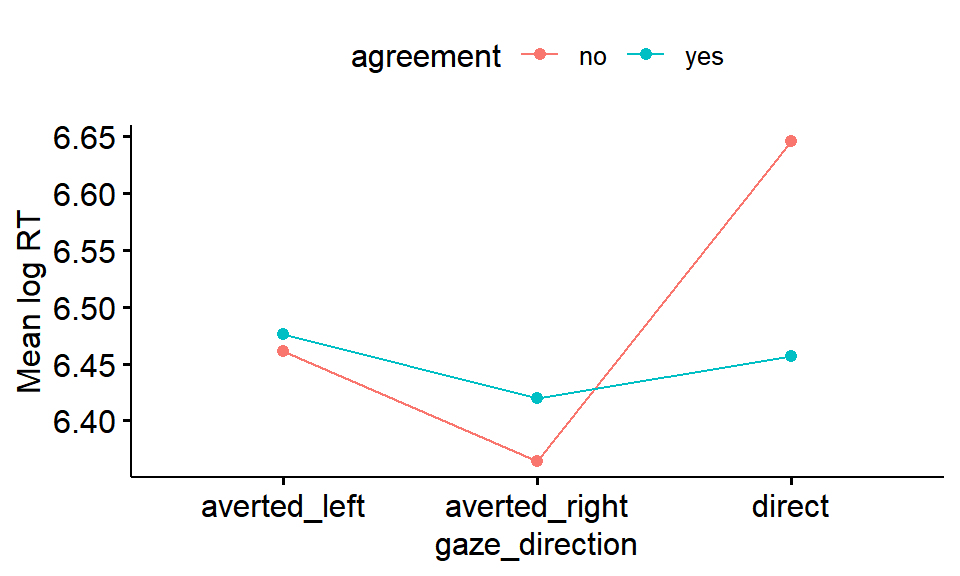 agreement no yes
Mean log RT
6.65
6.60
6.55
6.50
6.45
6.40
averted_left averted_right direct
gaze_direction